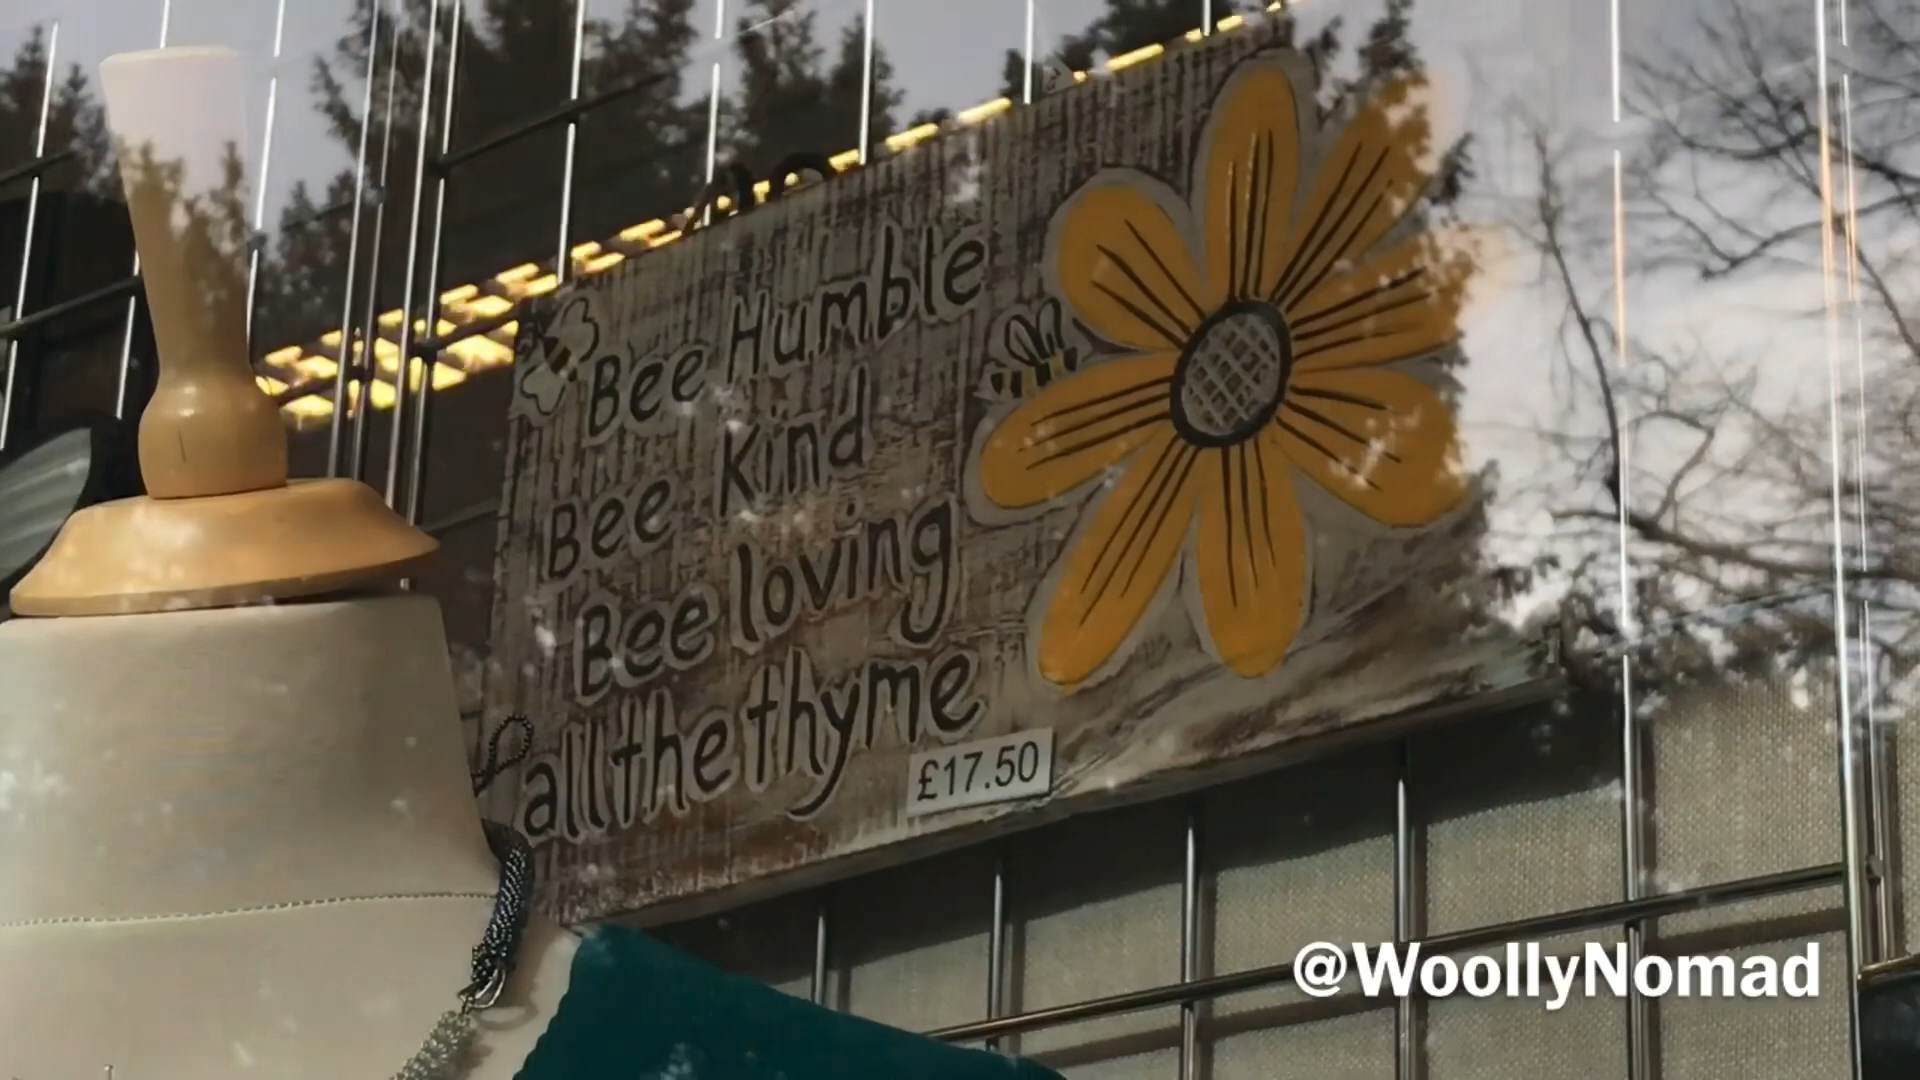 Bee Humble
Bee Kind
Bee loving
all the thyme
£17.50
@WoollyNomad